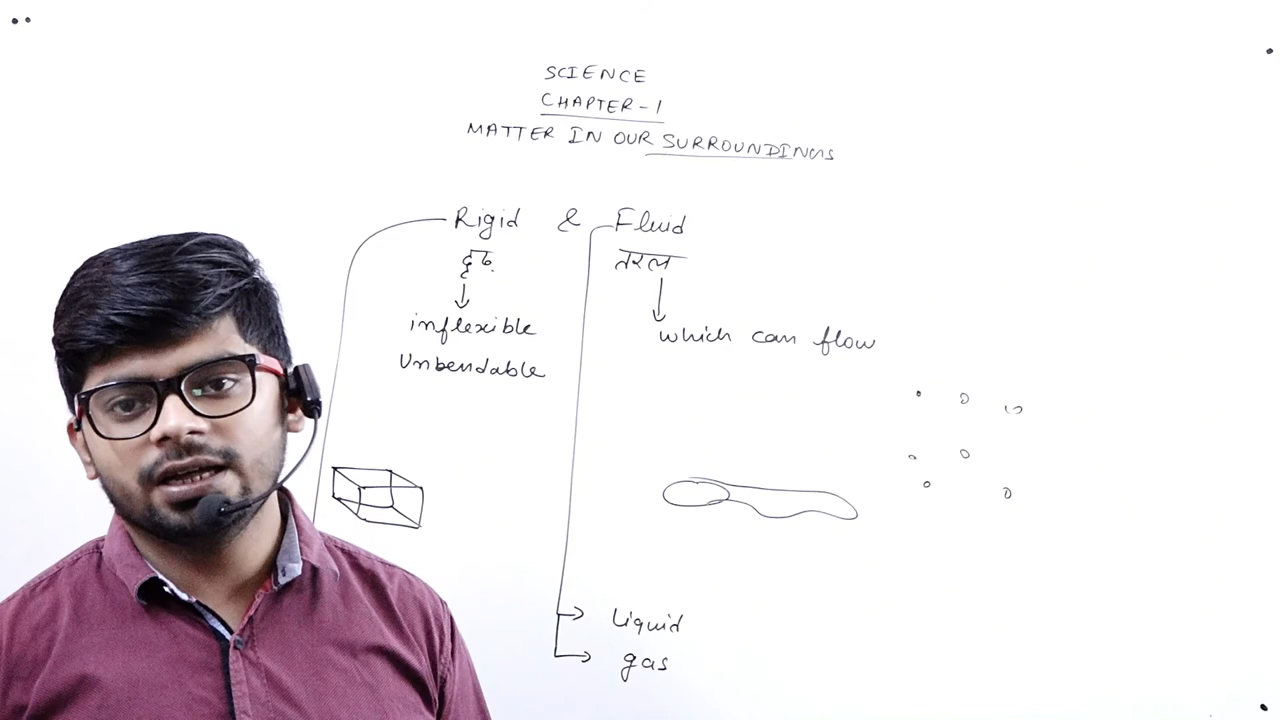 SCIENCE
CHAPTER-1
MATTER IN OUR SURROUNDINGS
Rigid & Fluid
दृढ़ तरल
inflexible
Unbendable
which can flow
liquid
gas